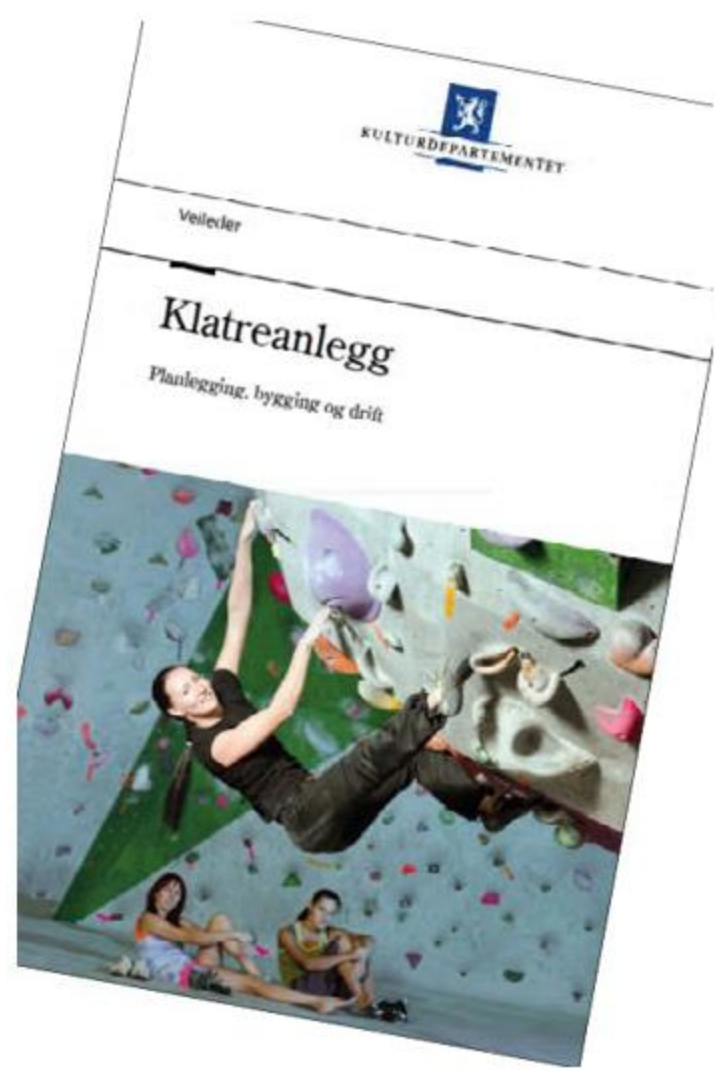 KULTURDEPARTEMENTET
Veileder
Klatreanlegg
Planlegging, bygging og drift